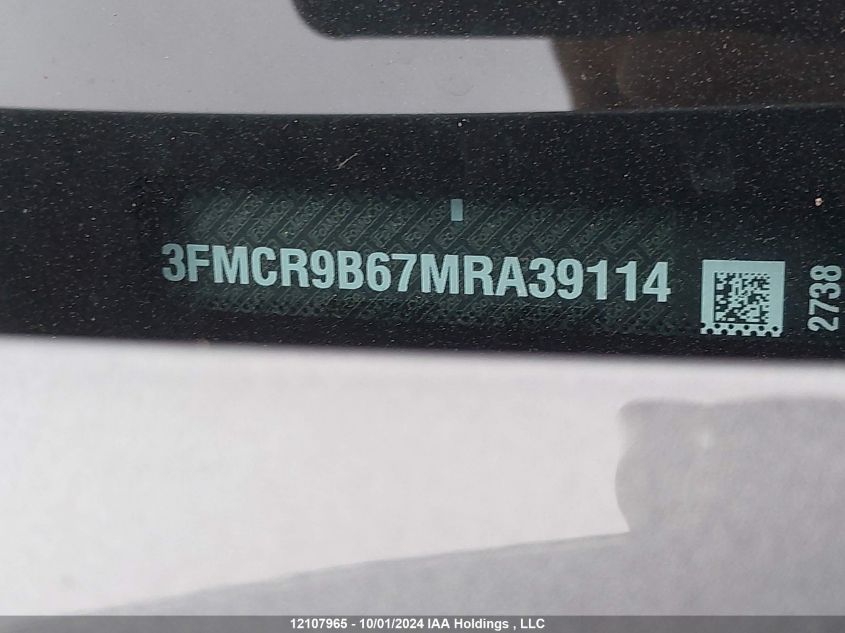 3FMCR9B67MRA39114
2738
12107965 - 10/01/2024 IAA Holdings , LLC